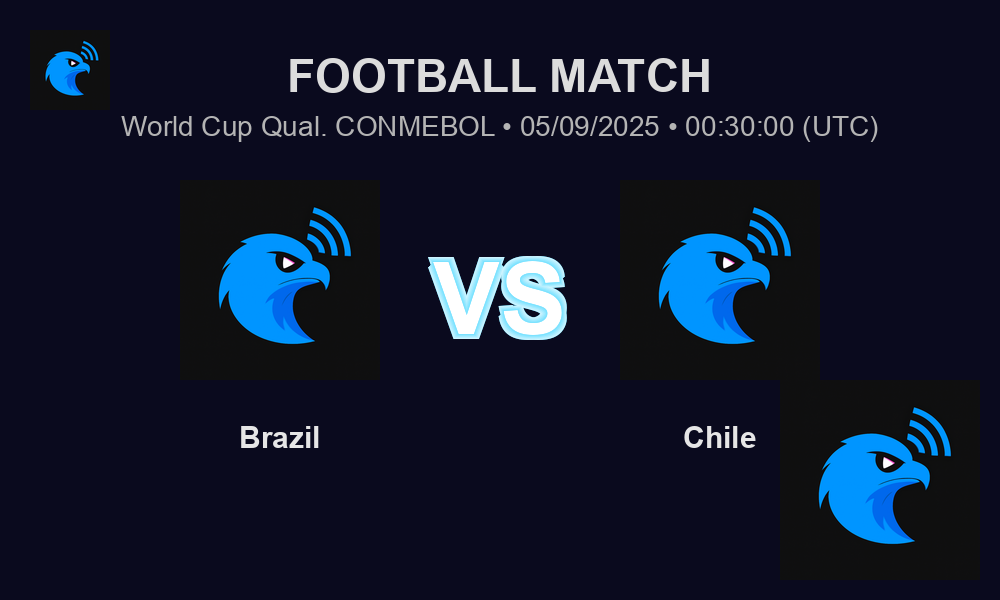 FOOTBALL MATCH
World Cup Qual. CONMEBOL • 05/09/2025 • 00:30:00 (UTC)
VS
Brazil
Chile